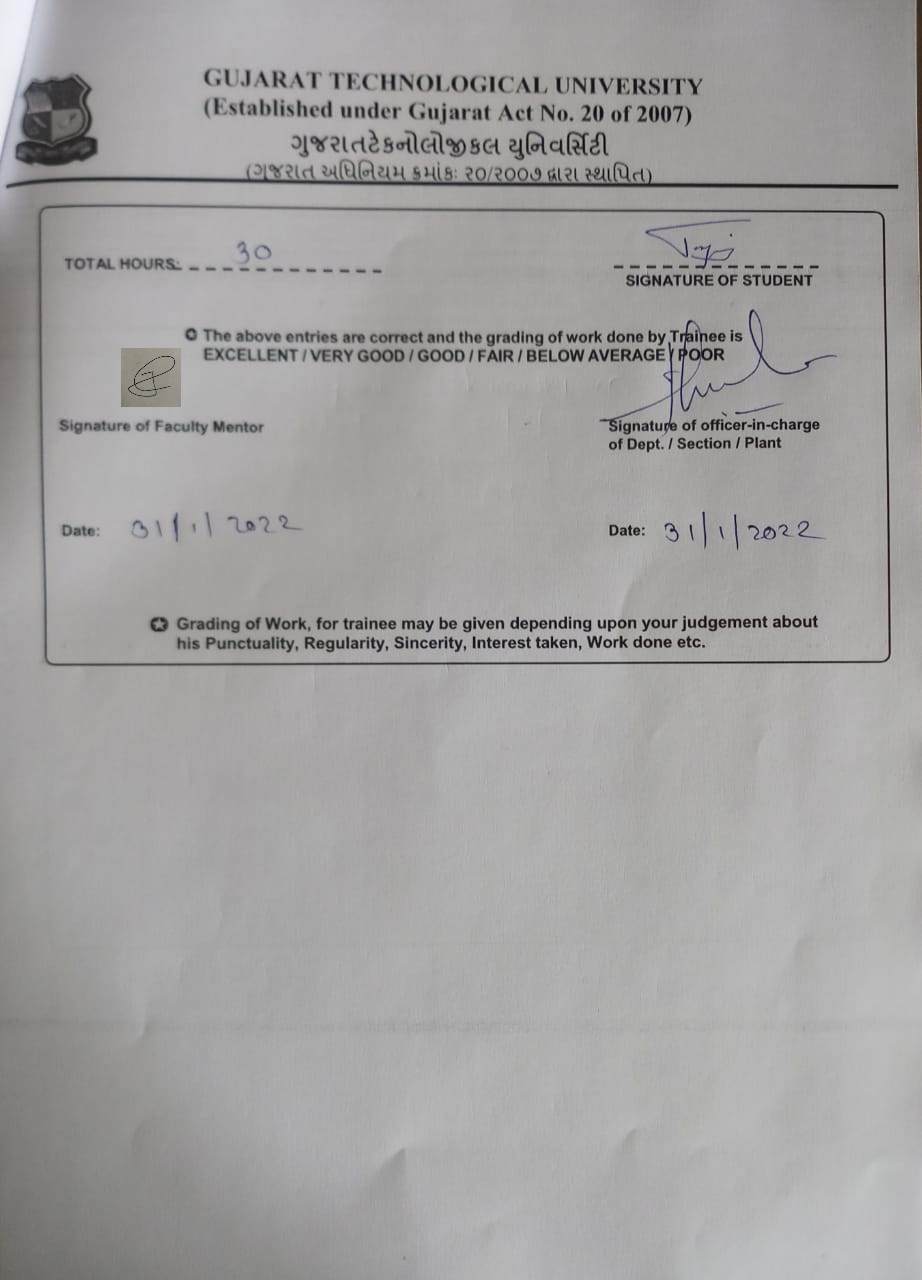 GUJARAT TECHNOLOGICAL UNIVERSITY
(Established under Gujarat Act No. 20 of 2007)
ગુજરાતટેકનોલોજીકલ યુનિવર્સિટી
(ગુજરાત અધિનિયમ ક્રમાંકઃ ૨૦/૨૦૦૭ દ્વારા સ્થાપિત)
TOTAL HOURS: 30
SIGNATURE OF STUDENT
The above entries are correct and the grading of work done by Trainee is
EXCELLENT / VERY GOOD / GOOD / FAIR / BELOW AVERAGE / POOR
Signature of Faculty Mentor
Signature of officer-in-charge
of Dept. / Section / Plant
Date: 31/1/2022
Date: 31/1/2022
Grading of Work, for trainee may be given depending upon your judgement about
his Punctuality, Regularity, Sincerity, Interest taken, Work done etc.